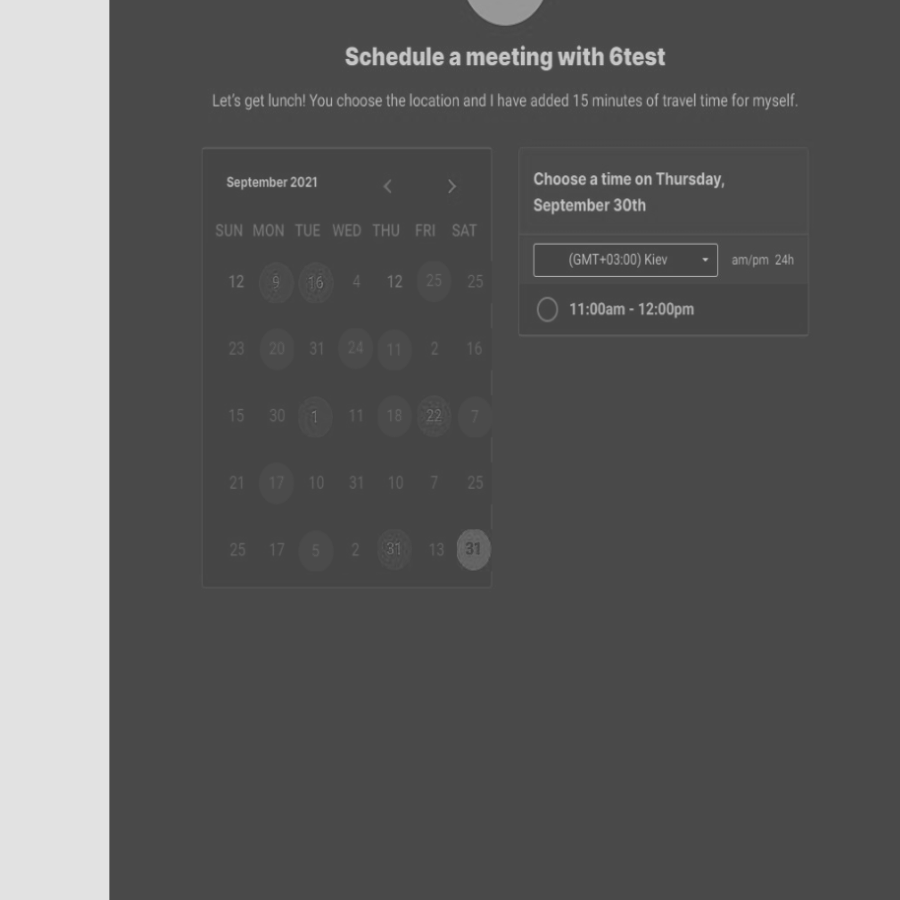 Schedule a meeting with 6test
Let's get lunch! You choose the location and I have added 15 minutes of travel time for myself.
September 2021
SUN MON TUE WED THU FRI SAT
12 9 16 4 12 25 25
23 20 31 24 11 2 16
15 30 1 11 18 22 7
21 17 10 31 10 7 25
25 17 5 2 31 13 31
Choose a time on Thursday,
September 30th
(GMT+03:00) Kiev am/pm 24h
11:00am - 12:00pm